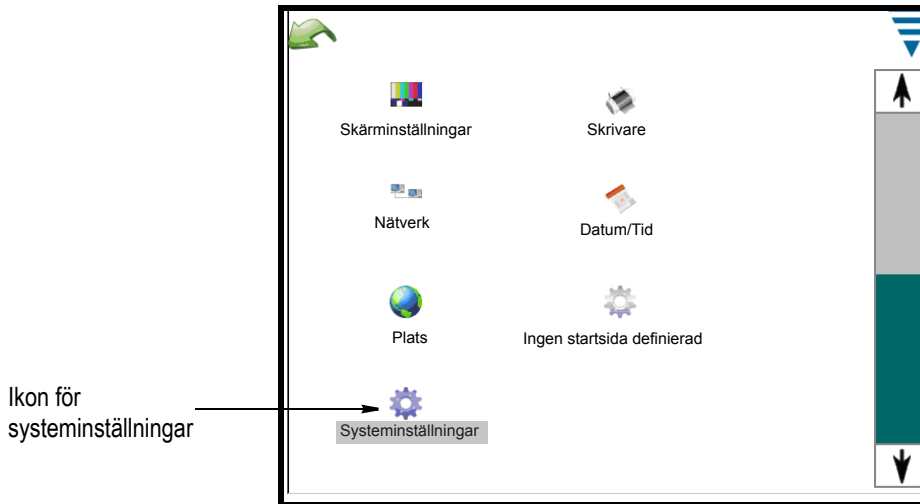 Skärminställningar
Skrivare
Nätverk
Datum/Tid
Plats
Ingen startsida definierad
Ikon för
systeminställningar
Systeminställningar